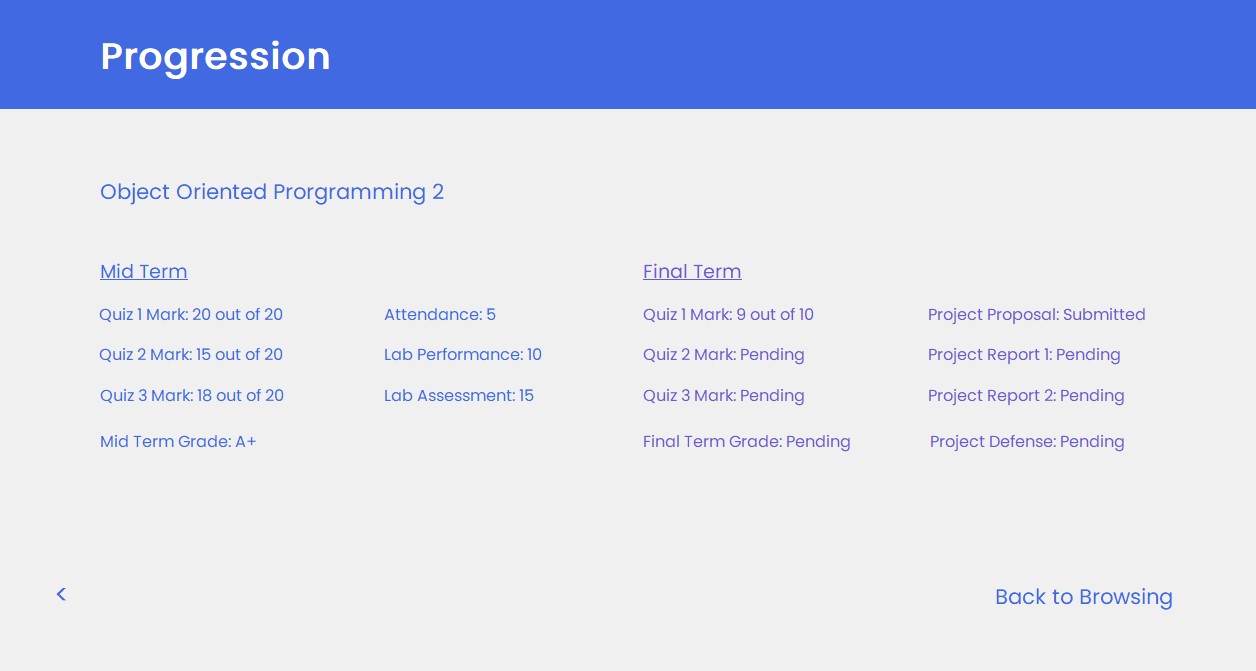 Progression
Object Oriented Prorgramming 2
Mid Term
Quiz 1 Mark: 20 out of 20
Attendance: 5
Quiz 2 Mark: 15 out of 20
Lab Performance: 10
Quiz 3 Mark: 18 out of 20
Lab Assessment: 15
Mid Term Grade: A+
Final Term
Quiz 1 Mark: 9 out of 10
Project Proposal: Submitted
Quiz 2 Mark: Pending
Project Report 1: Pending
Quiz 3 Mark: Pending
Project Report 2: Pending
Final Term Grade: Pending
Project Defense: Pending
<
Back to Browsing